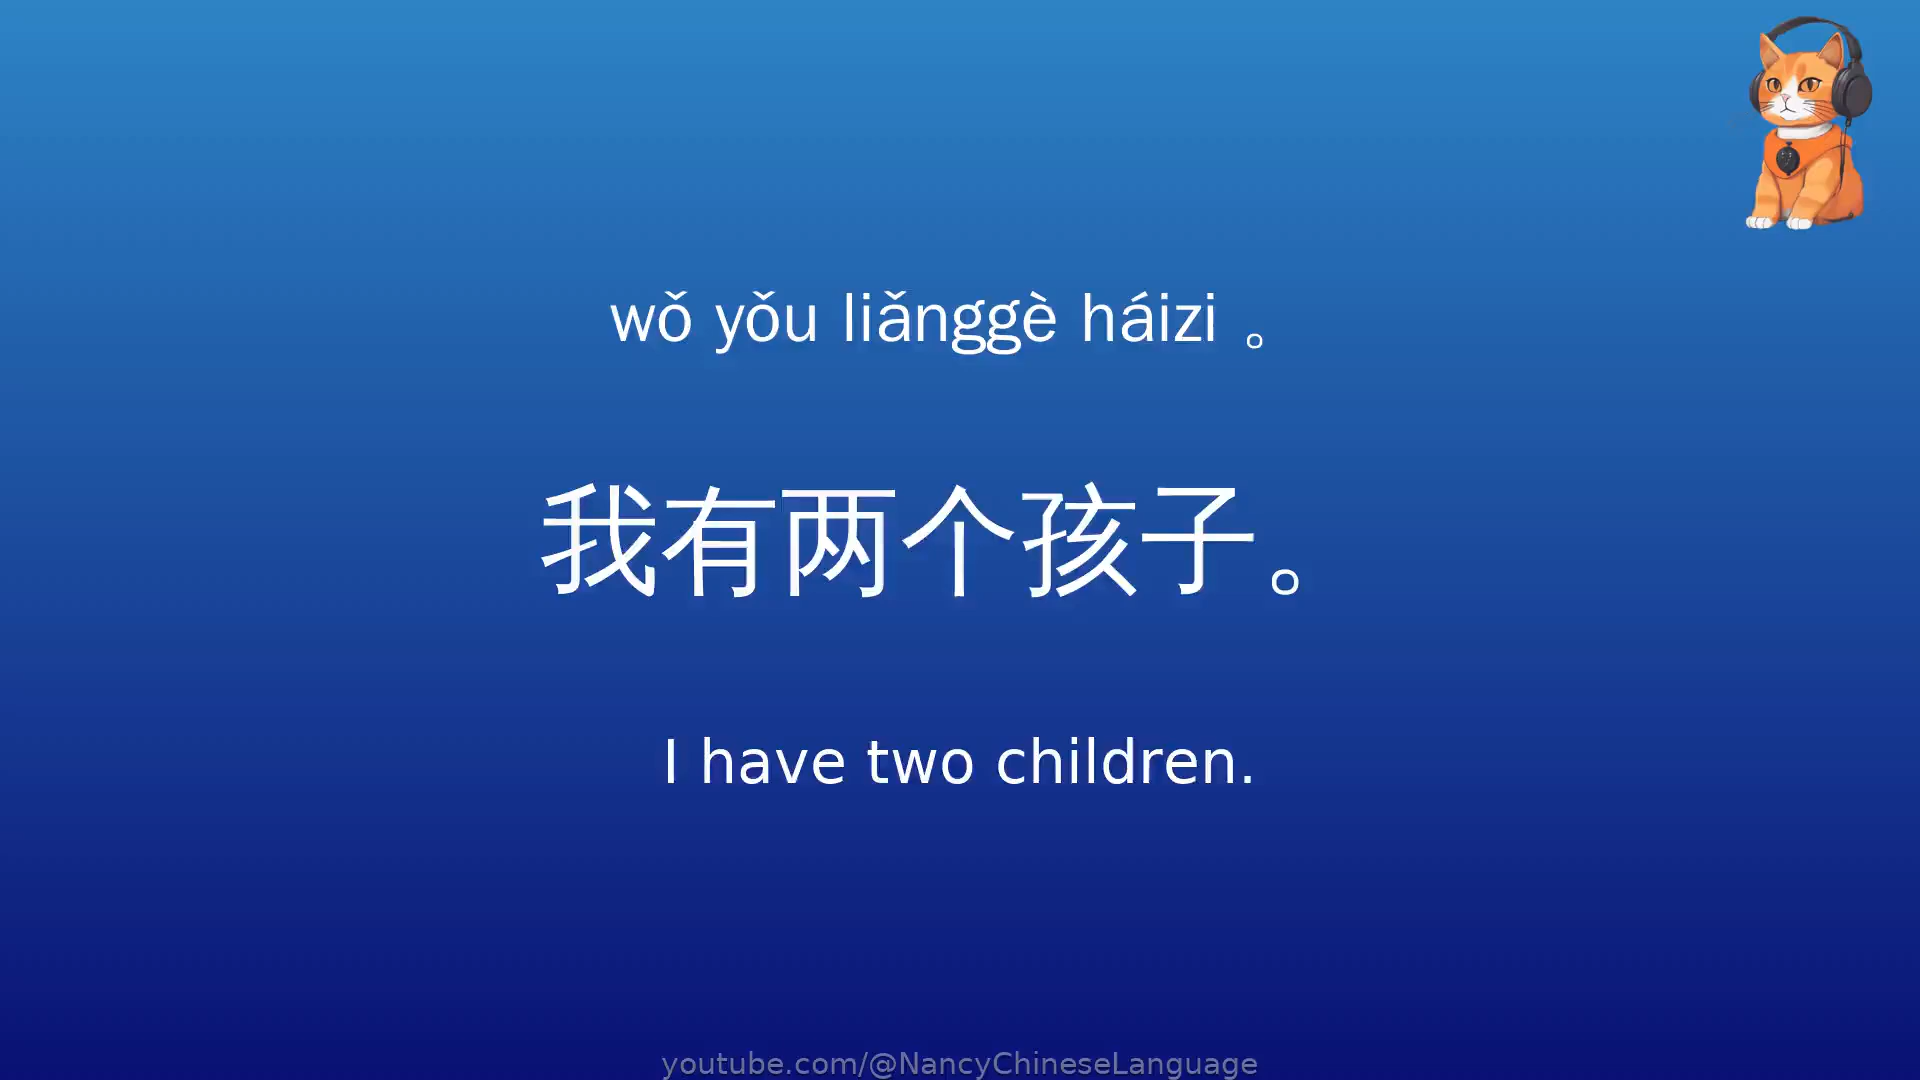 wǒ yǒu liǎnggè háizi 。
我有两个孩子。
I have two children.
youtube.com/@NancyChineseLanguage